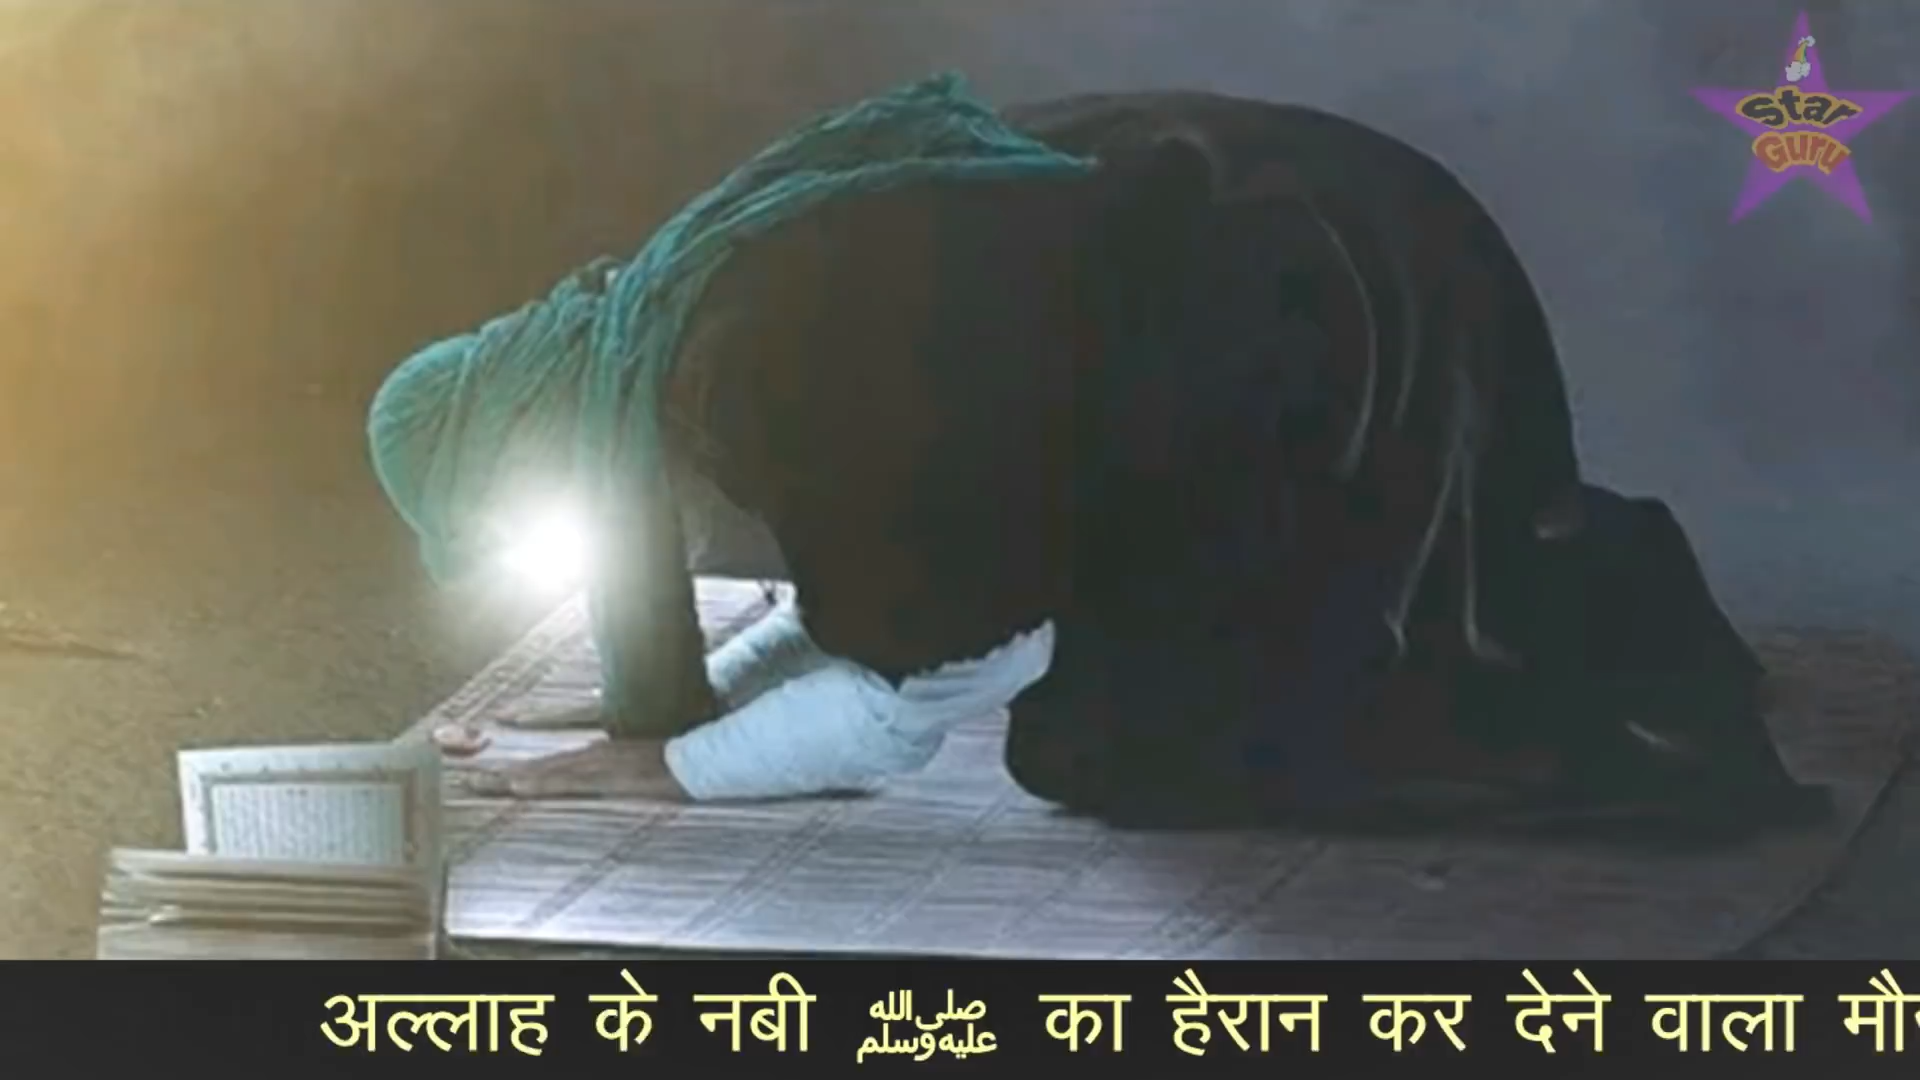 Star
Guru
अल्लाह के नबी ﷺ का हैरान कर देने वाला